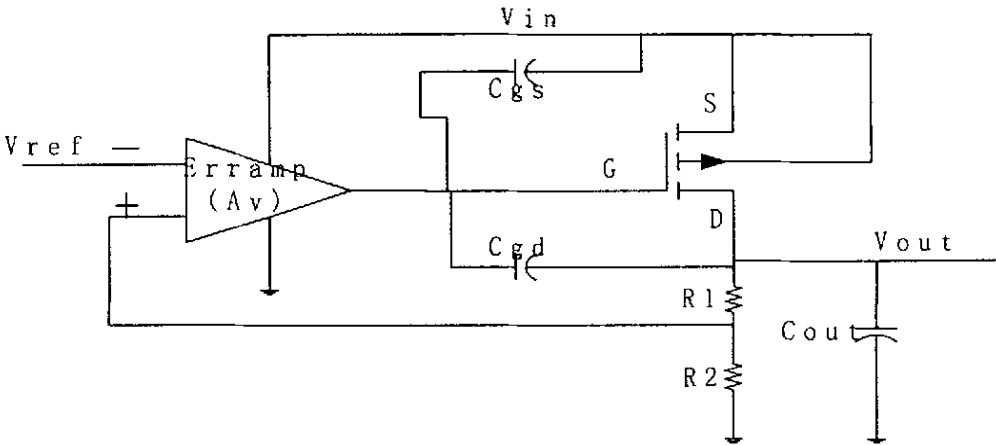 Vin
Cgs
S
Vref −
Erramp
(Av)
G
+
D
Cgd
Vout
R1
Cout
R2